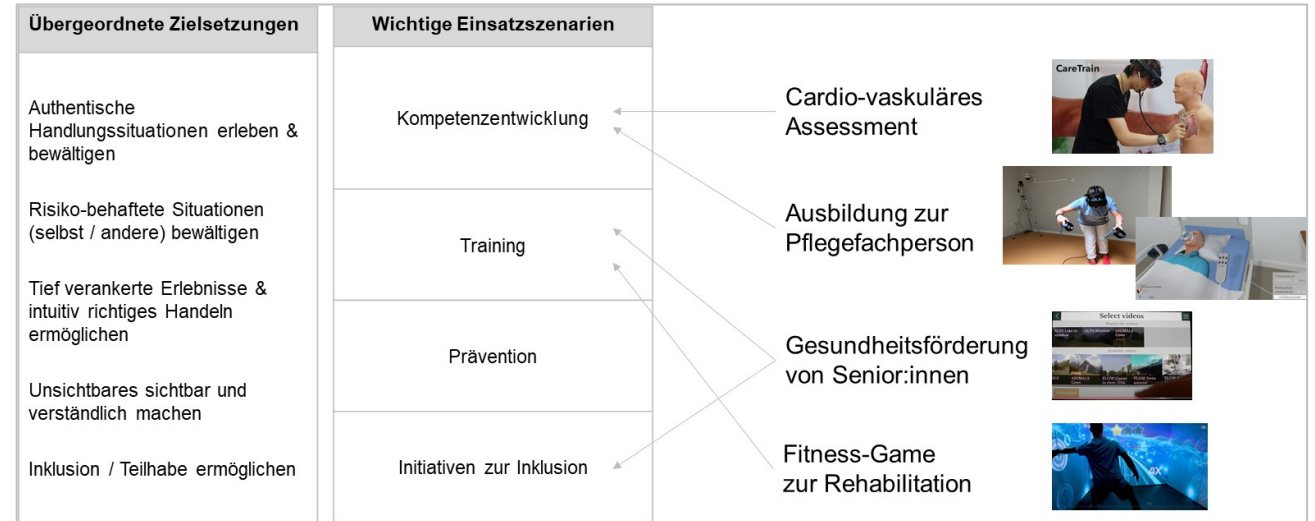 Übergeordnete Zielsetzungen
Authentische
Handlungssituationen erleben &
bewältigen
Risiko-behaftete Situationen
(selbst / andere) bewältigen
Tief verankerte Erlebnisse &
intuitiv richtiges Handeln
ermöglichen
Unsichtbares sichtbar und
verständlich machen
Inklusion / Teilhabe ermöglichen
Wichtige Einsatzszenarien
Kompetenzentwicklung
Training
Prävention
Initiativen zur Inklusion
Cardio-vaskuläres
Assessment
Ausbildung zur
Pflegefachperson
Gesundheitsförderung
von Senior:innen
Fitness-Game
zur Rehabilitation
CareTrain
Select videos
4X